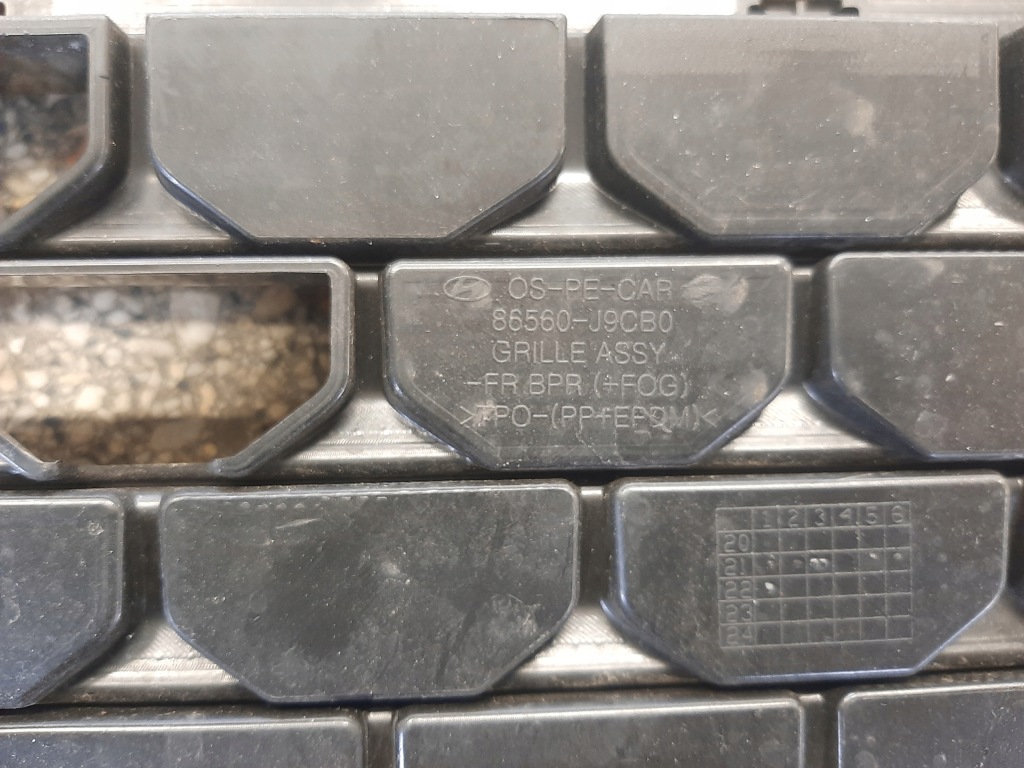 OS-PE-CAR
86560-J9CB0
GRILLE ASSY
-FR BPR (+FOG)
>TPO-(PP+EPDM)<
1 2 3 4 5 6
20
21
22
23
24